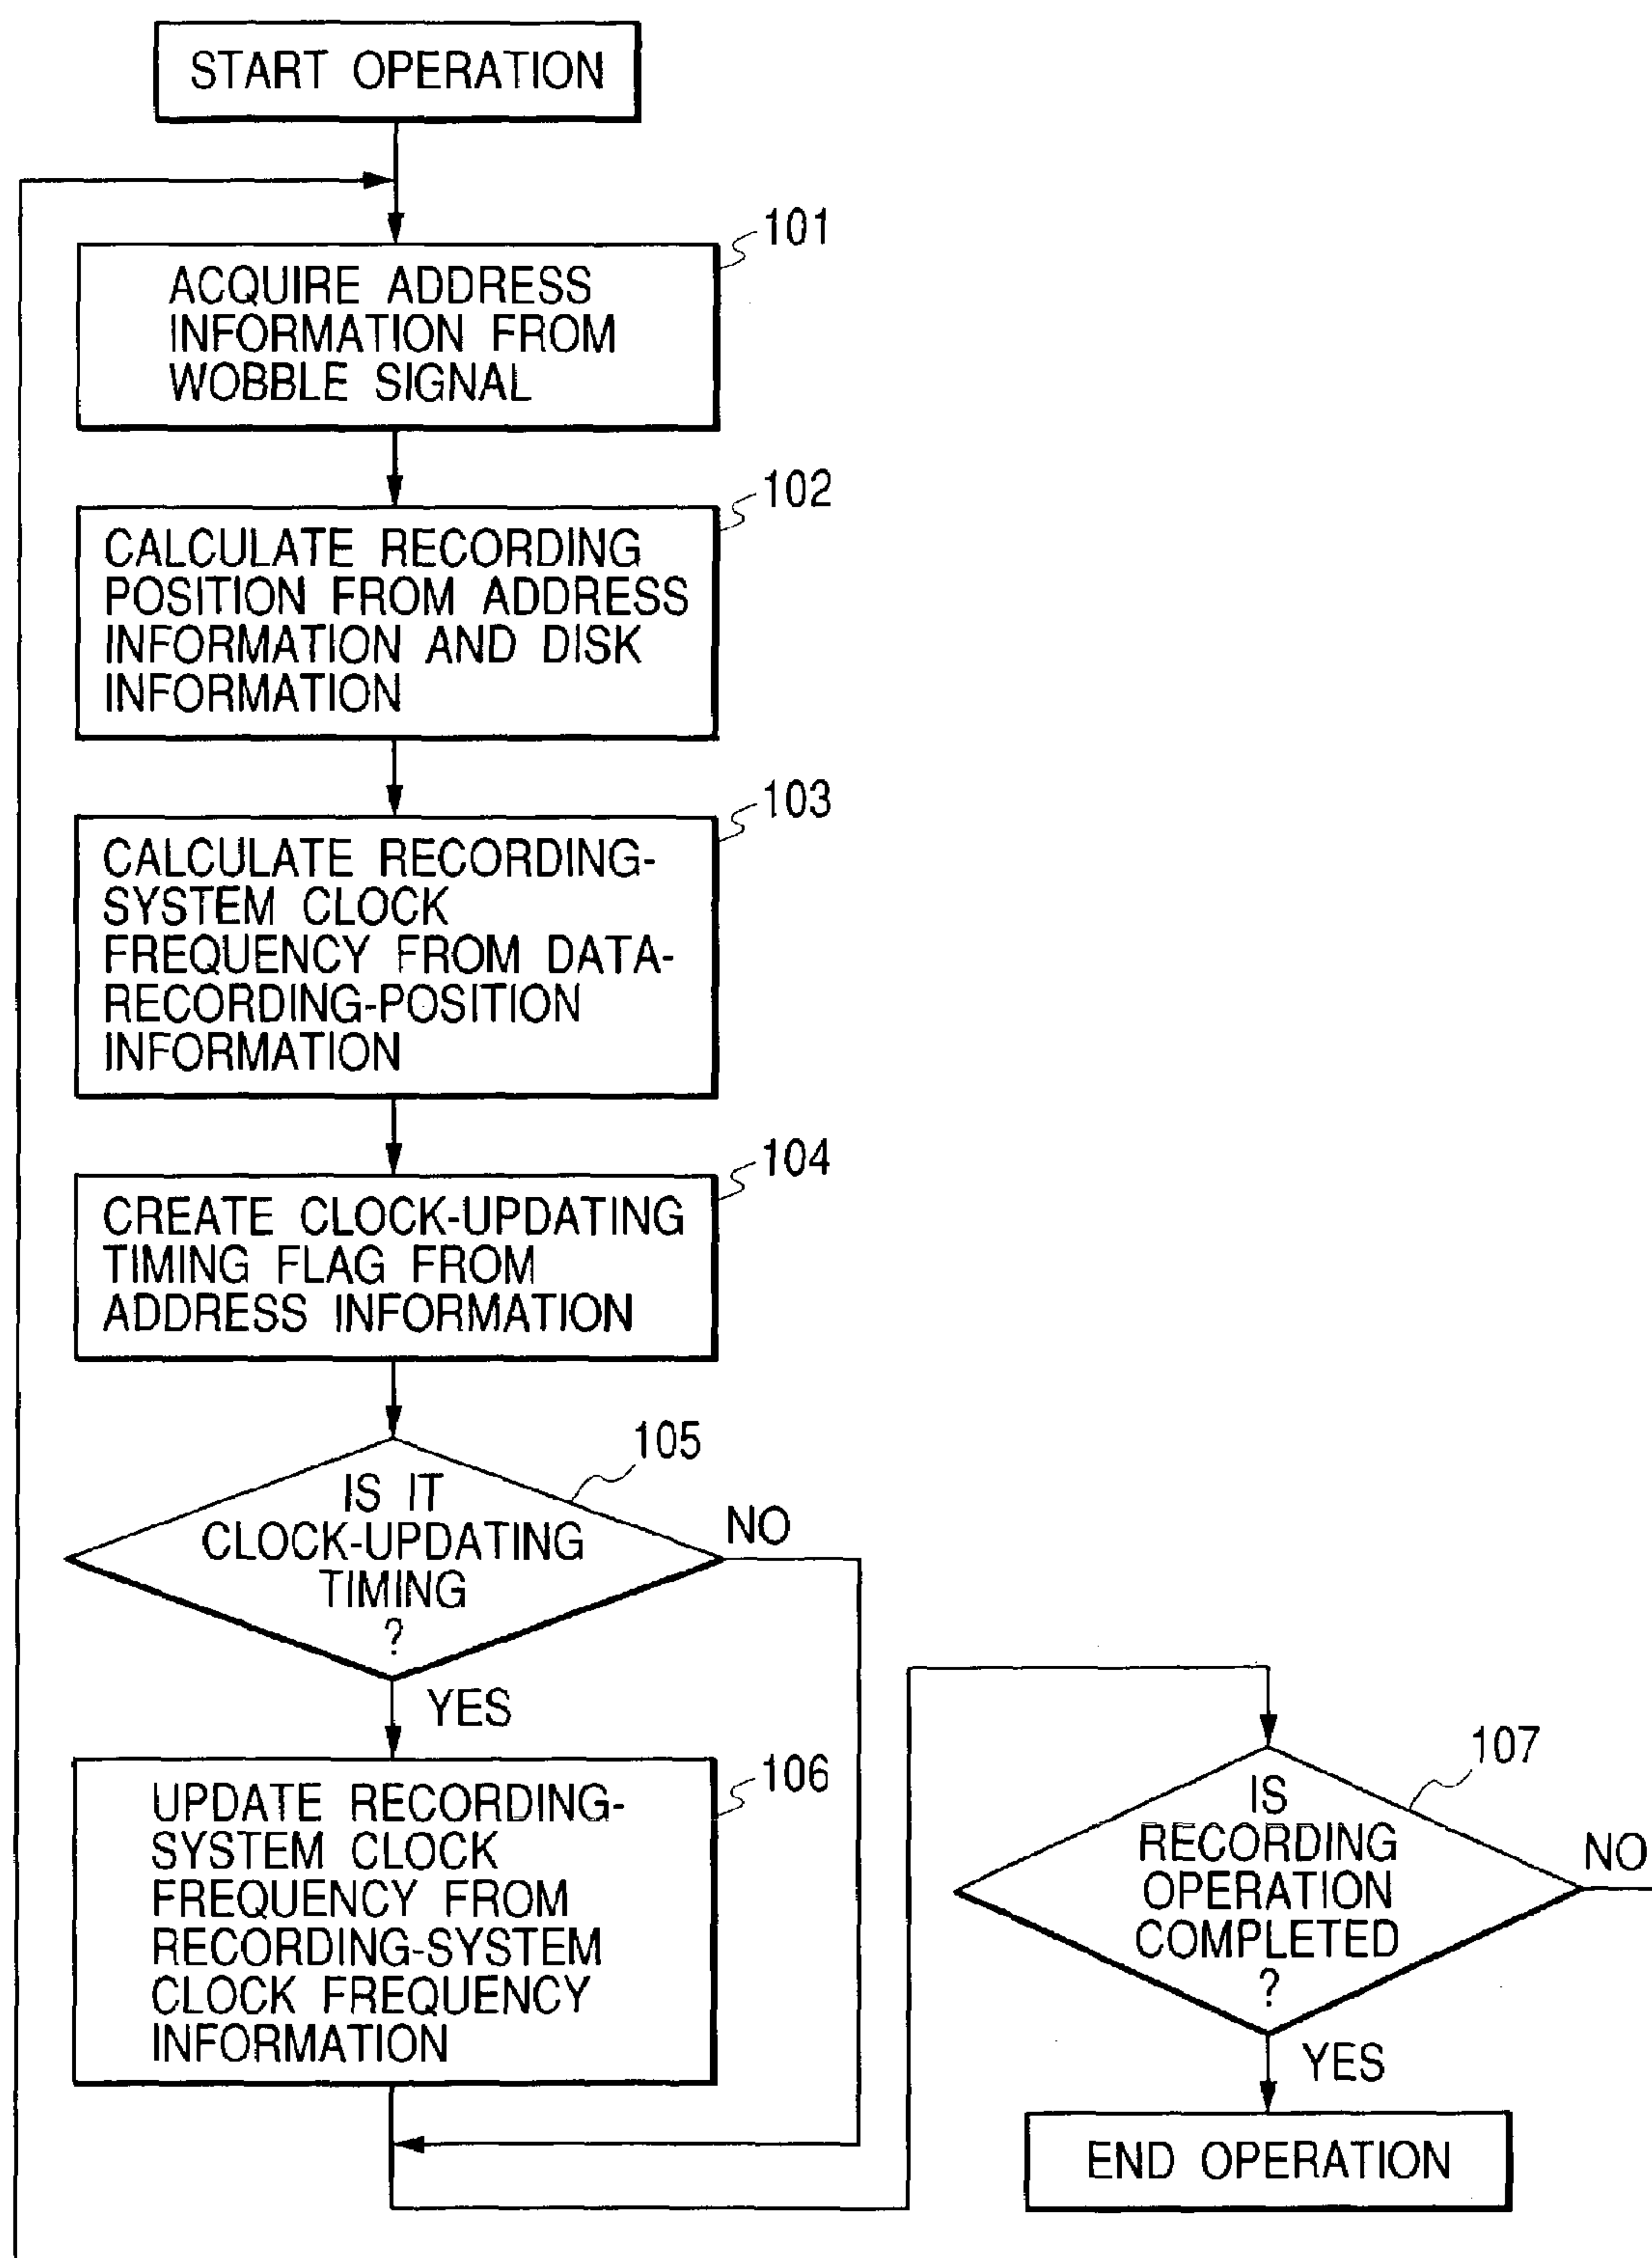 START OPERATION
101
ACQUIRE ADDRESS
INFORMATION FROM
WOBBLE SIGNAL
102
CALCULATE RECORDING
POSITION FROM ADDRESS
INFORMATION AND DISK
INFORMATION
103
CALCULATE RECORDING-
SYSTEM CLOCK
FREQUENCY FROM DATA-
RECORDING-POSITION
INFORMATION
104
CREATE CLOCK-UPDATING
TIMING FLAG FROM
ADDRESS INFORMATION
105
IS IT
CLOCK-UPDATING
TIMING
?
NO
YES
106
UPDATE RECORDING-
SYSTEM CLOCK
FREQUENCY FROM
RECORDING-SYSTEM
CLOCK FREQUENCY
INFORMATION
107
IS
RECORDING
OPERATION
COMPLETED
?
NO
YES
END OPERATION